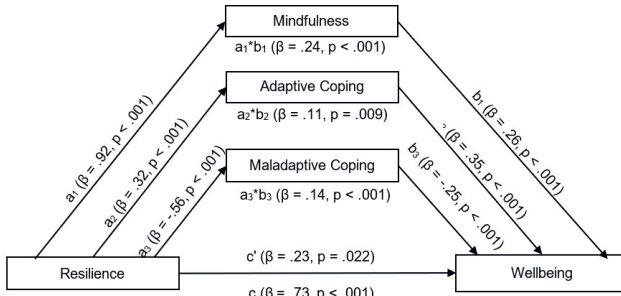 Mindfulness
a₁*b₁ (β = .24, p < .001)
Adaptive Coping
a₂*b₂ (β = .11, p = .009)
Maladaptive Coping
a₃*b₃ (β = .14, p < .001)
a₁ (β = .92, p < .001)
a₂ (β = .32, p < .001)
a₃ (β = -.56, p < .001)
b₁ (β = .26, p < .001)
₂ (β = .35, p < .001)
b₃ (β = -.25, p < .001)
Resilience
c' (β = .23, p = .022)
c (β = .73, p < .001)
Wellbeing